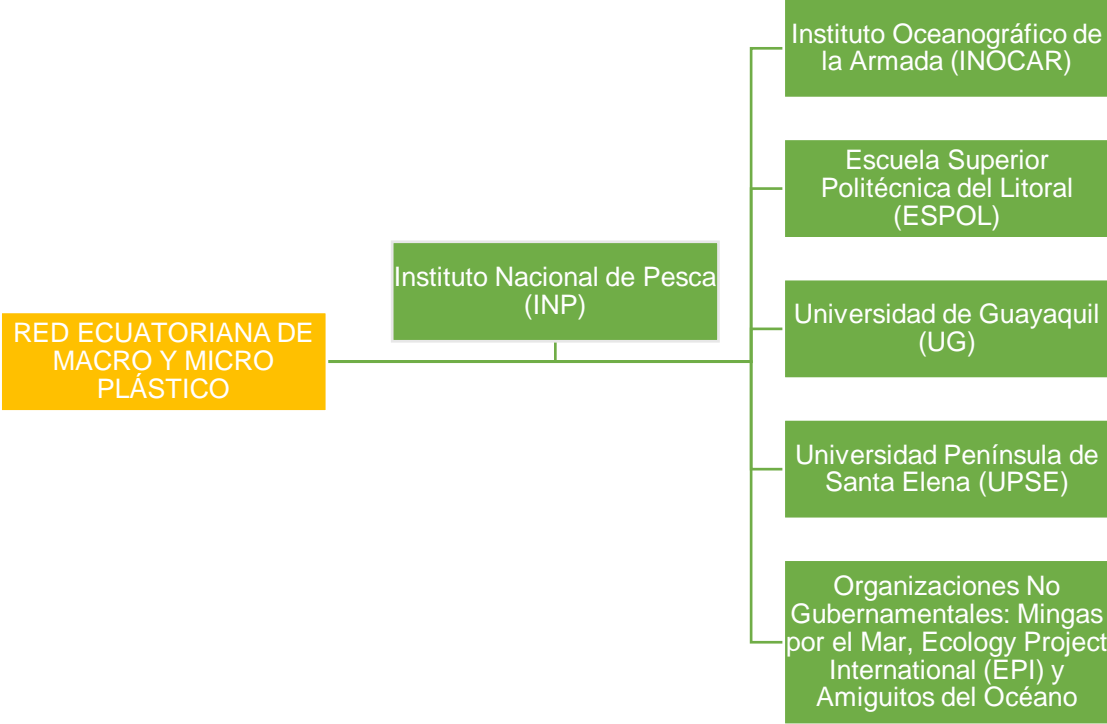 RED ECUATORIANA DE
MACRO Y MICRO
PLÁSTICO
Instituto Nacional de Pesca
(INP)
Instituto Oceanográfico de
la Armada (INOCAR)
Escuela Superior
Politécnica del Litoral
(ESPOL)
Universidad de Guayaquil
(UG)
Universidad Península de
Santa Elena (UPSE)
Organizaciones No
Gubernamentales: Mingas
por el Mar, Ecology Project
International (EPI) y
Amiguitos del Océano